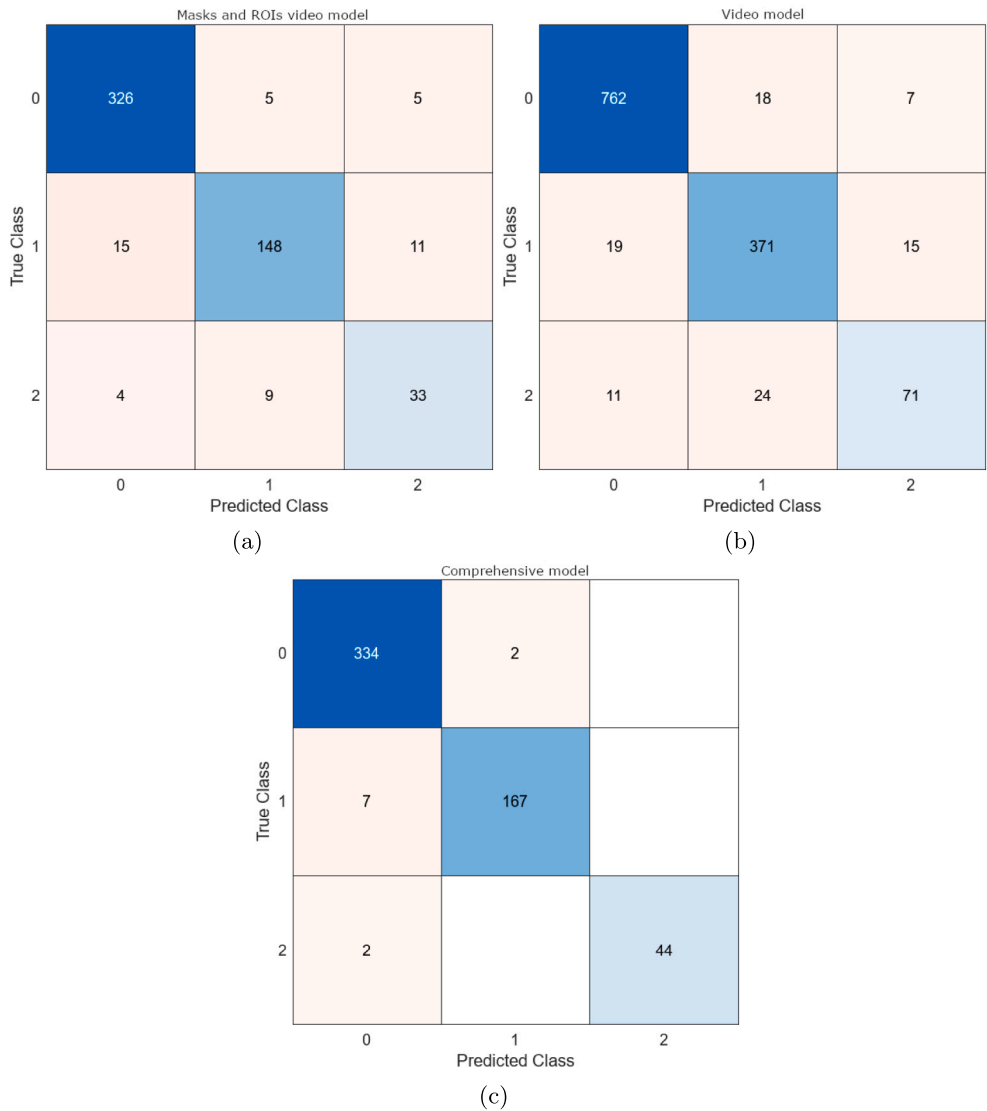 Masks and ROIs video model
0 326 5 5
1 15 148 11
2 4 9 33
0 1 2
True Class
Predicted Class
(a)
Video model
0 762 18 7
1 19 371 15
2 11 24 71
0 1 2
True Class
Predicted Class
(b)
Comprehensive model
0 334 2
1 7 167
2 2 44
0 1 2
True Class
Predicted Class
(c)